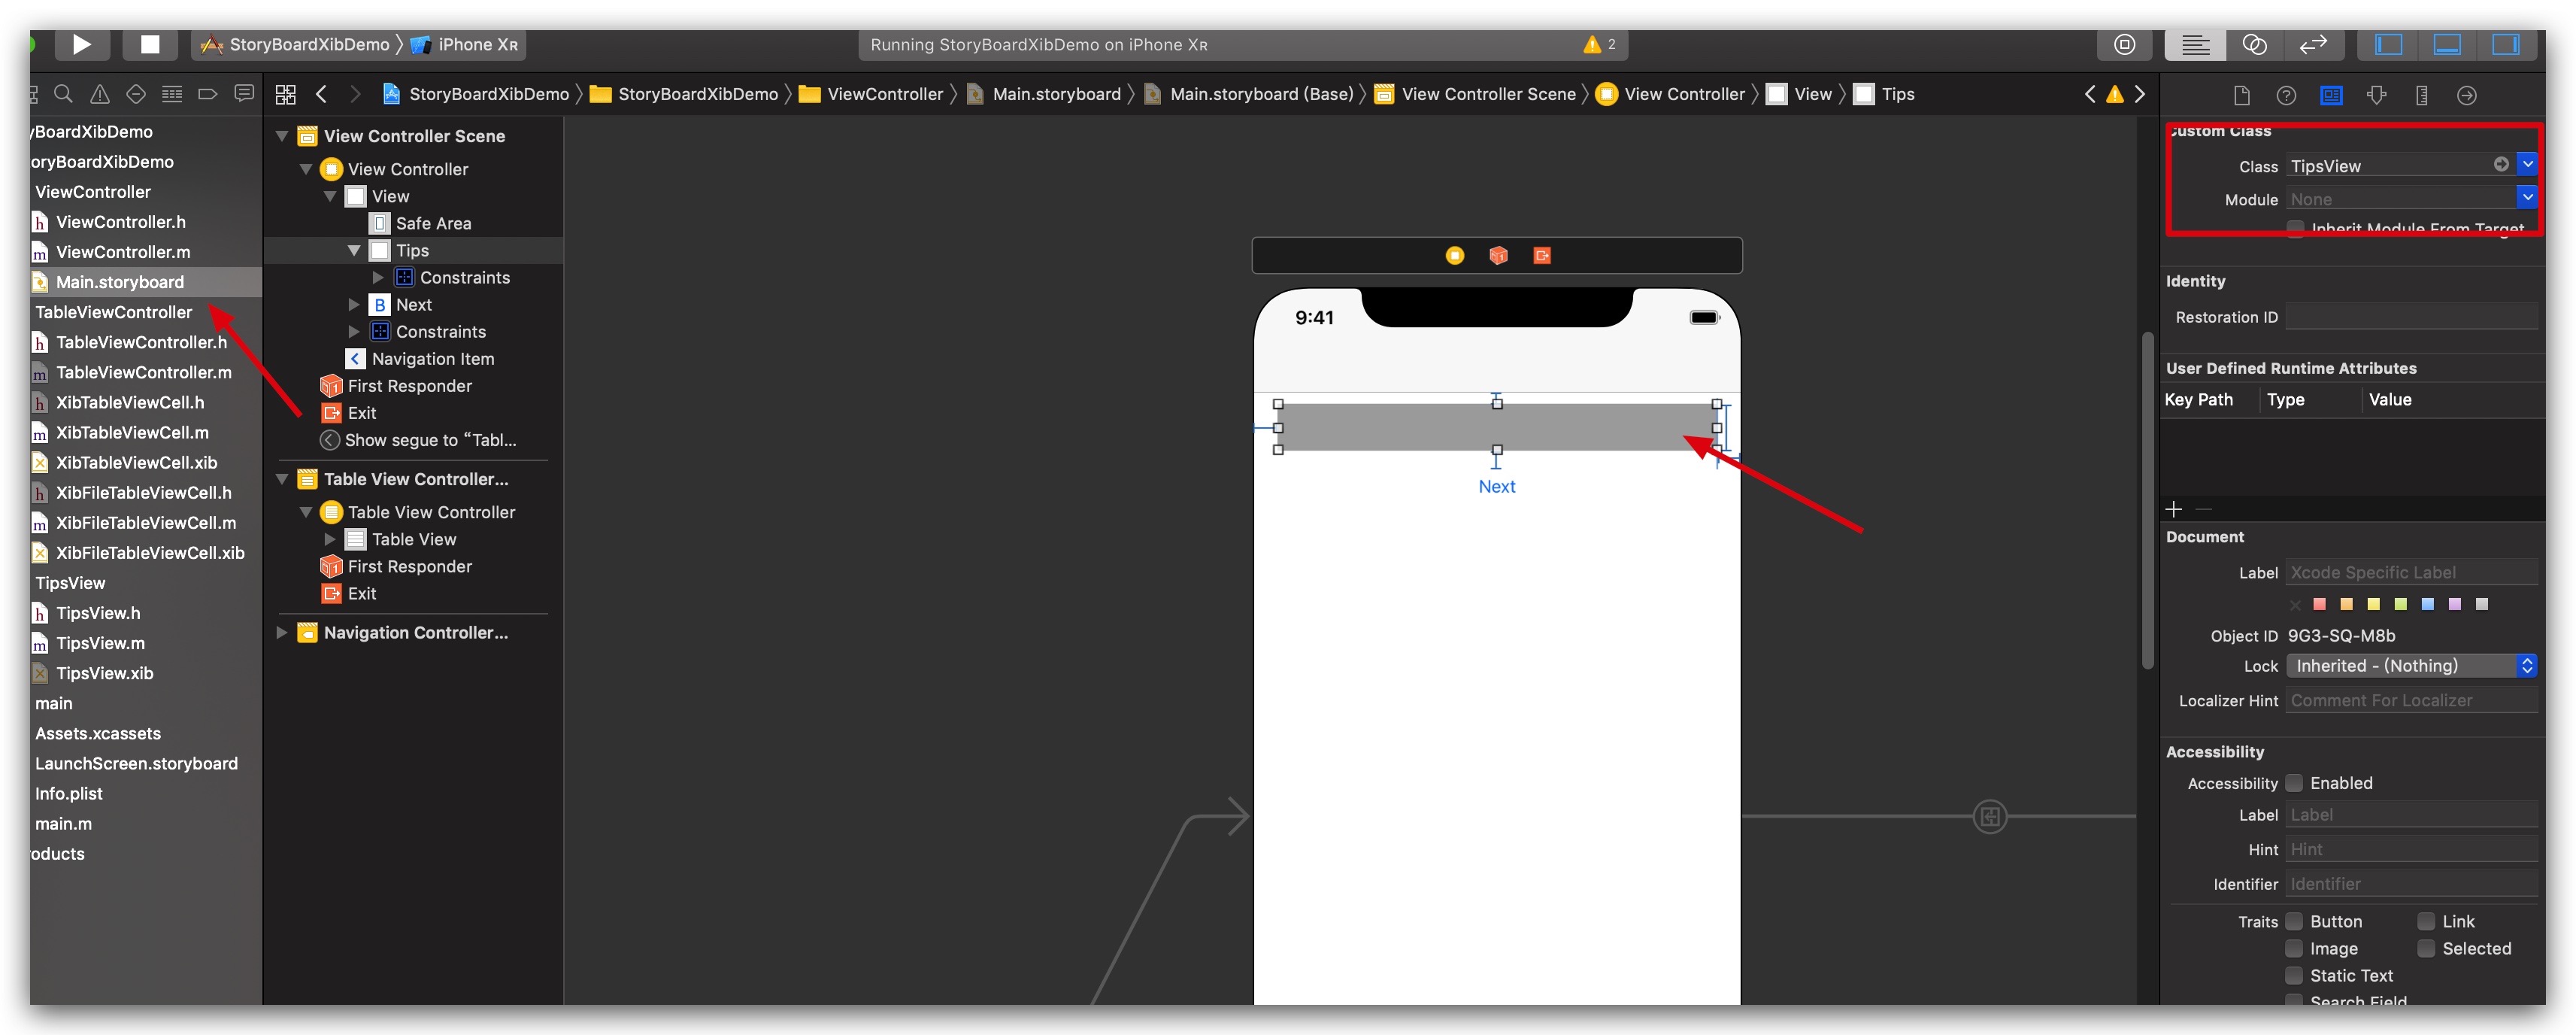 StoryBoardXibDemo 〉 iPhone Xʀ
Running StoryBoardXibDemo on iPhone Xʀ
2
StoryBoardXibDemo 〉 StoryBoardXibDemo 〉 ViewController 〉 Main.storyboard 〉 Main.storyboard (Base) 〉 View Controller Scene 〉 View Controller 〉 View 〉 Tips
yBoardXibDemo
oryBoardXibDemo
ViewController
h ViewController.h
m ViewController.m
Main.storyboard
TableViewController
h TableViewController.h
m TableViewController.m
h XibTableViewCell.h
m XibTableViewCell.m
XibTableViewCell.xib
h XibFileTableViewCell.h
m XibFileTableViewCell.m
XibFileTableViewCell.xib
TipsView
h TipsView.h
m TipsView.m
TipsView.xib
main
Assets.xcassets
LaunchScreen.storyboard
Info.plist
main.m
oducts
View Controller Scene
View Controller
View
Safe Area
Tips
Constraints
B Next
Constraints
Navigation Item
First Responder
Exit
Show segue to “Tabl...
Table View Controller...
Table View Controller
Table View
First Responder
Exit
Navigation Controller...
9:41
Next
Custom Class
Class TipsView
Module None
Inherit Module From Target
Identity
Restoration ID
User Defined Runtime Attributes
Key Path Type Value
Document
Label Xcode Specific Label
Object ID 9G3-SQ-M8b
Lock Inherited - (Nothing)
Localizer Hint Comment For Localizer
Accessibility
Accessibility Enabled
Label Label
Hint Hint
Identifier Identifier
Traits Button Link
Image Selected
Static Text
Search Field